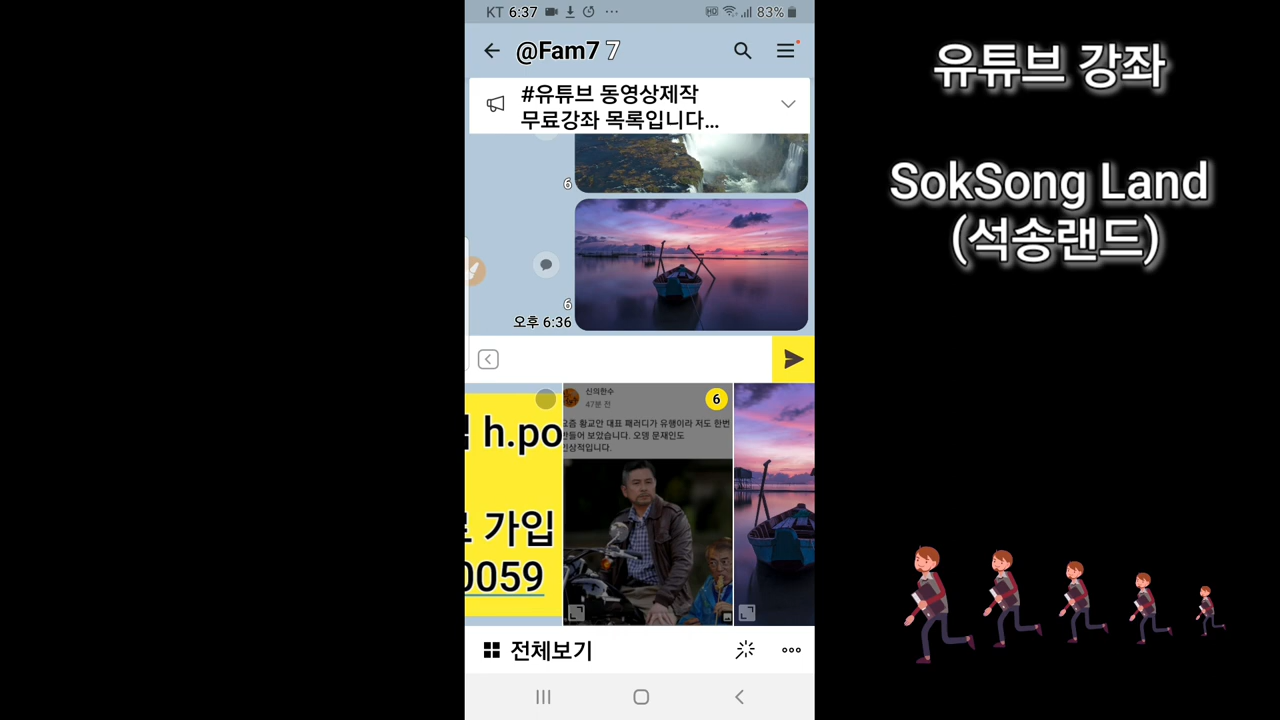 KT 6:37
83%
@Fam7 7
#유튜브 동영상제작
무료강좌 목록입니다...
6
6
오후 6:36
h.po
가입
0059
신의한수
47분 전
6
요즘 황교안 대표 패러디가 유행이라 저도 한번
만들어 보았습니다. 오뎅 문재인도
인상적입니다.
전체보기
유튜브 강좌
SokSong Land
(석송랜드)